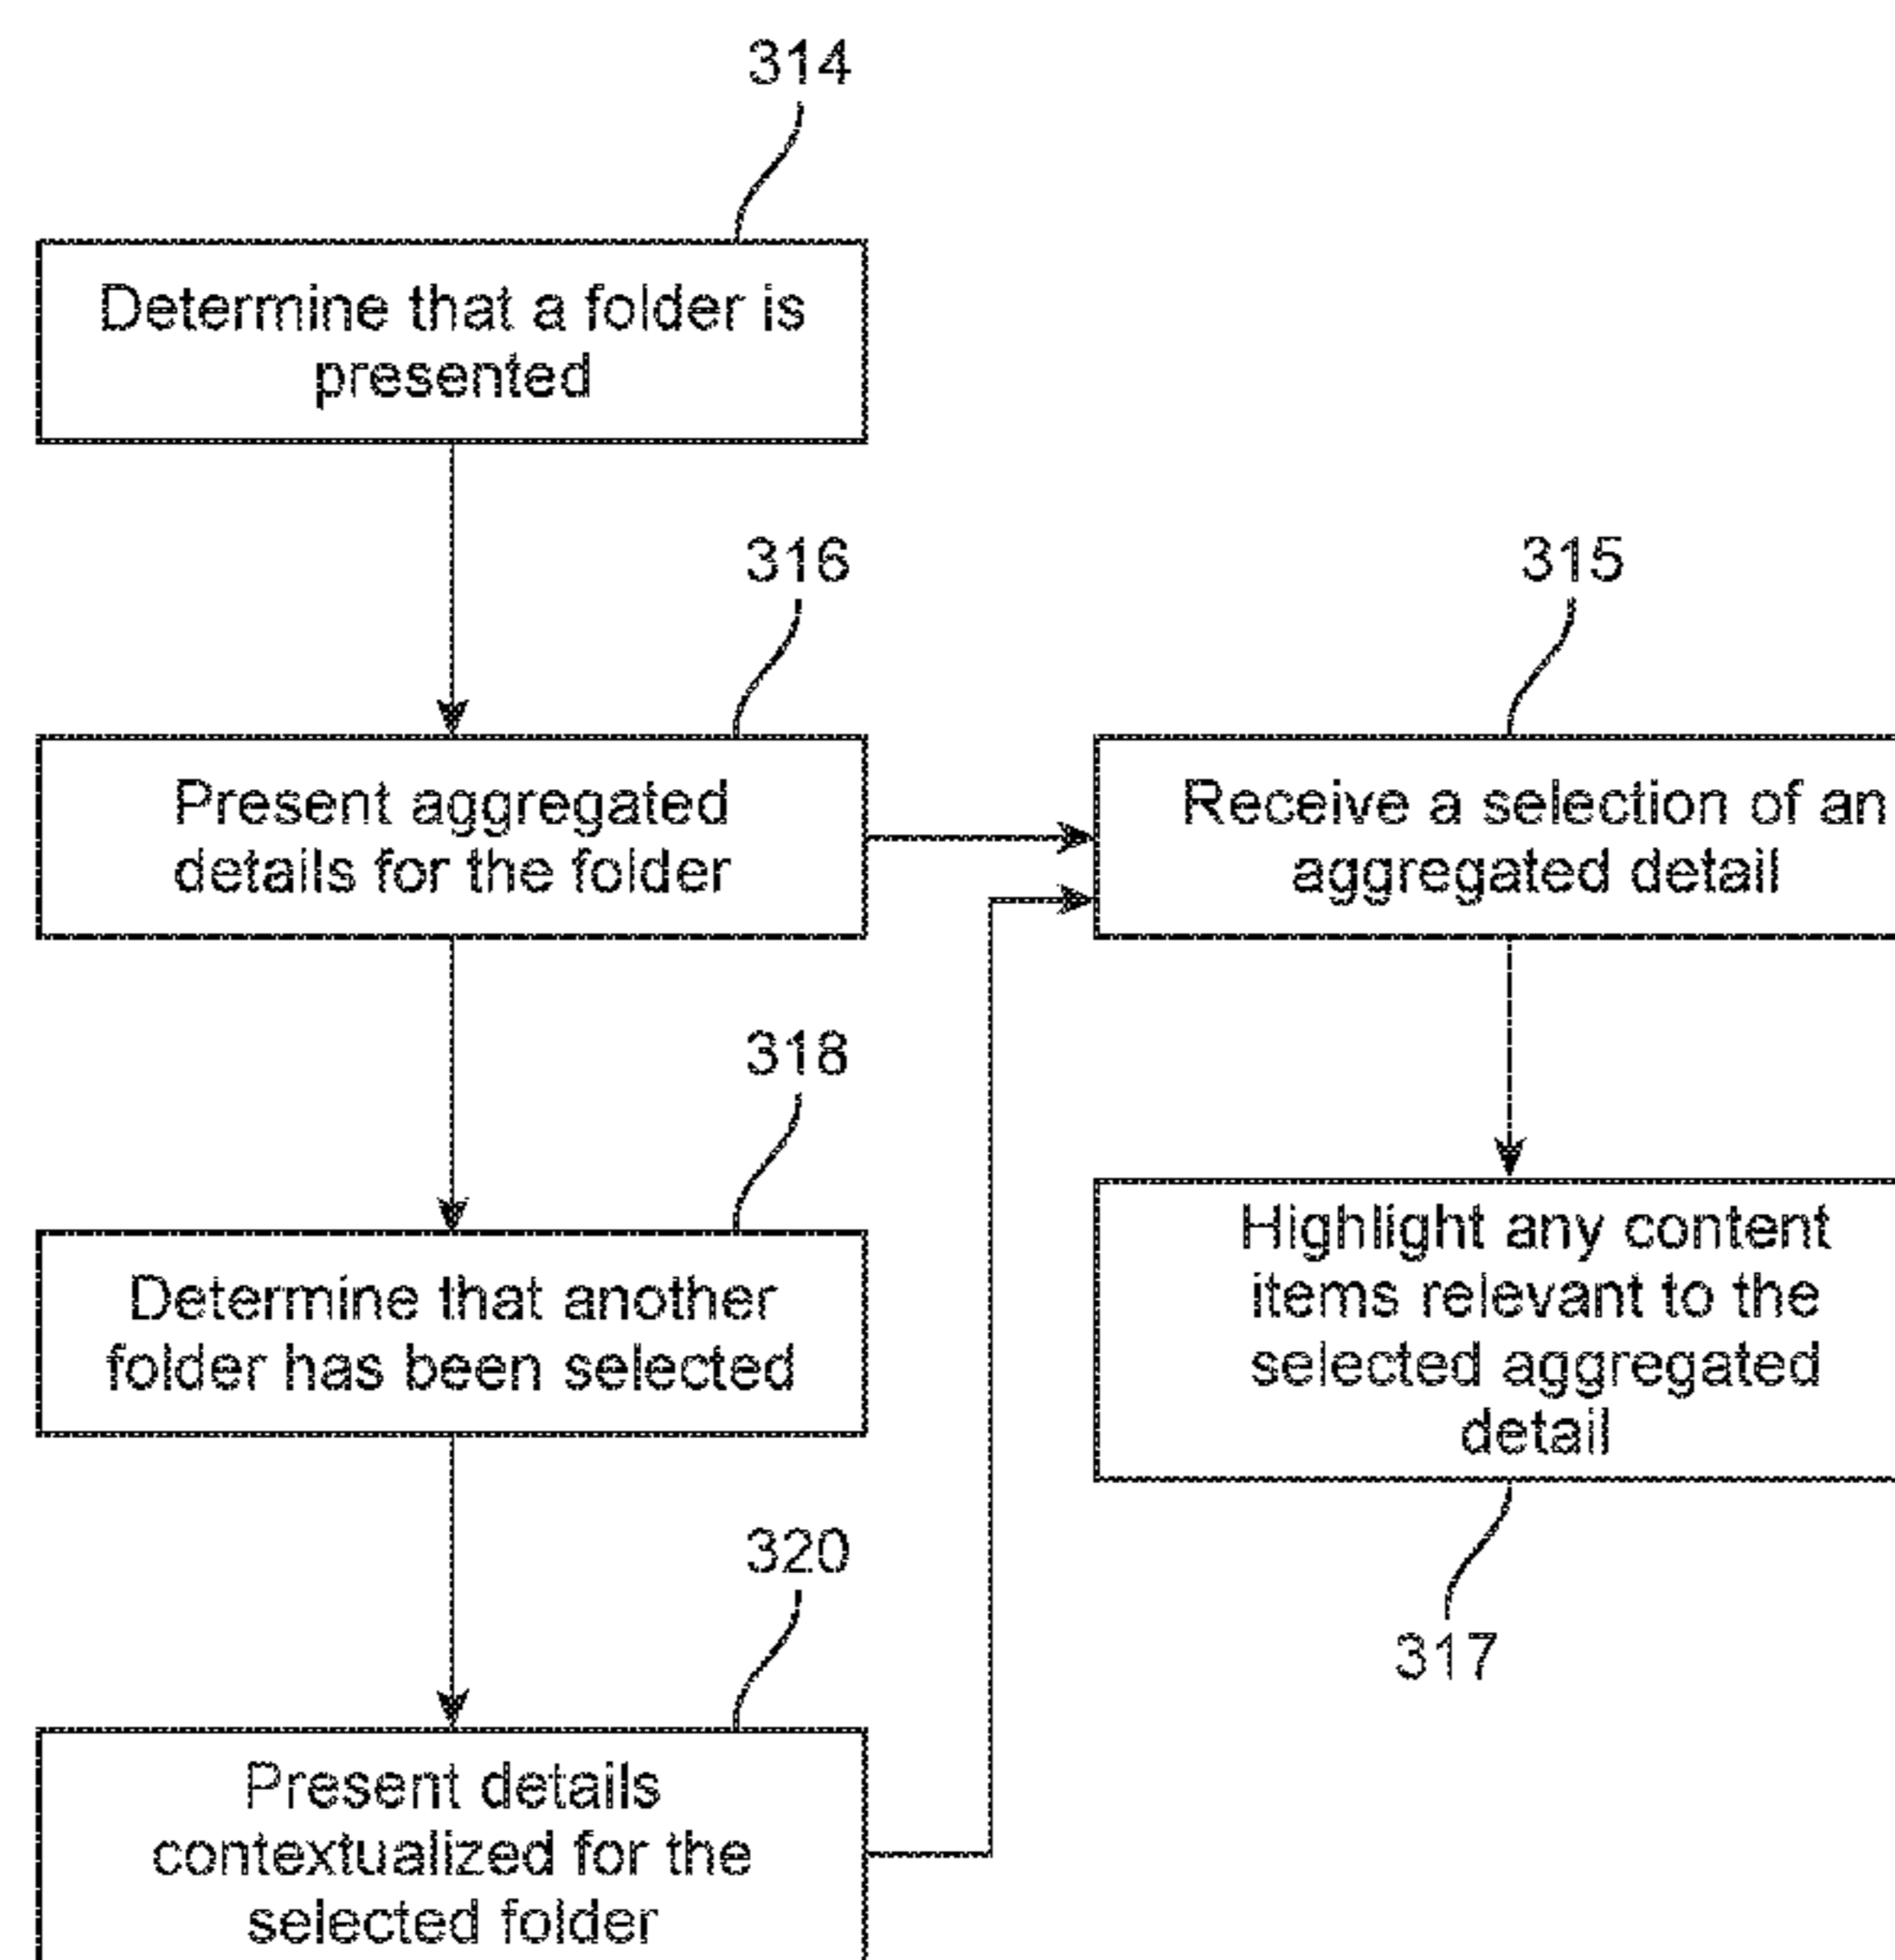 314
Determine that a folder is
presented
316
Present aggregated
details for the folder
315
Receive a selection of an
aggregated detail
318
Determine that another
folder has been selected
Highlight any content
items relevant to the
selected aggregated
detail
317
320
Present details
contextualized for the
selected folder